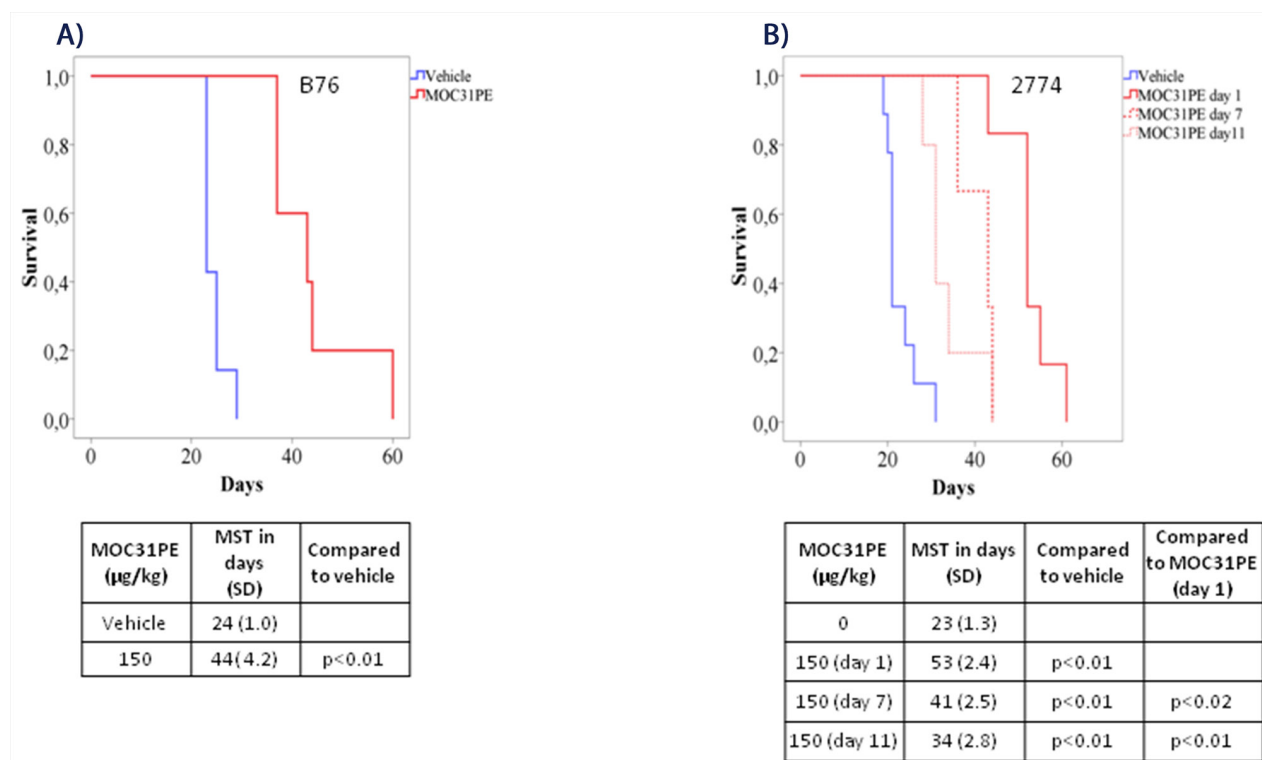 A)
B76
Vehicle
MOC31PE
1,0
0,8
0,6
0,4
0,2
0,0
Survival
0 20 40 60
Days
MOC31PE (µg/kg) MST in days (SD) Compared to vehicle
Vehicle 24 (1.0)
150 44(4.2) p<0.01
B)
2774
Vehicle
MOC31PE day 1
MOC31PE day 7
MOC31PE day11
1,0
0,8
0,6
0,4
0,2
0,0
Survival
0 20 40 60
Days
MOC31PE (µg/kg) MST in days (SD) Compared to vehicle Compared to MOC31PE (day 1)
0 23 (1.3)
150 (day 1) 53 (2.4) p<0.01
150 (day 7) 41 (2.5) p<0.01 p<0.02
150 (day 11) 34 (2.8) p<0.01 p<0.01